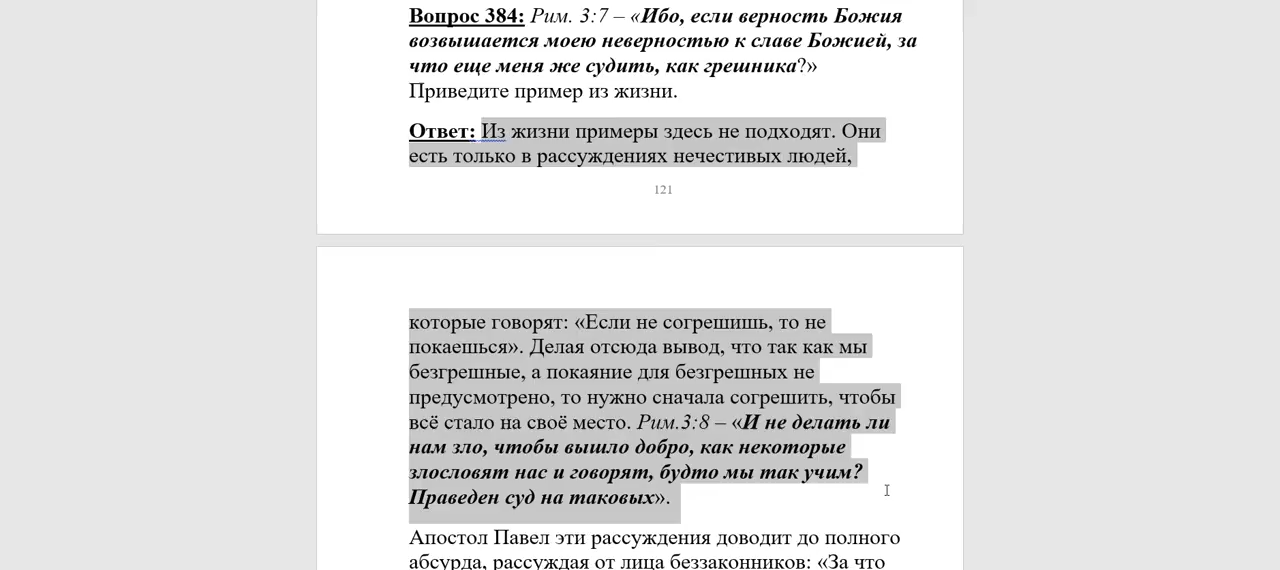 Вопрос 384: Рим. 3:7 – «Ибо, если верность Божия
возвышается моею неверностью к славе Божией, за
что еще меня же судить, как грешника?»
Приведите пример из жизни.
Ответ: Из жизни примеры здесь не подходят. Они
есть только в рассуждениях нечестивых людей,
121
которые говорят: «Если не согрешишь, то не
покаешься». Делая отсюда вывод, что так как мы
безгрешные, а покаяние для безгрешных не
предусмотрено, то нужно сначала согрешить, чтобы
всё стало на своё место. Рим.3:8 – «И не делать ли
нам зло, чтобы вышло добро, как некоторые
злословят нас и говорят, будто мы так учим?
Праведен суд на таковых».
Апостол Павел эти рассуждения доводит до полного
абсурда, рассуждая от лица беззаконников: «За что